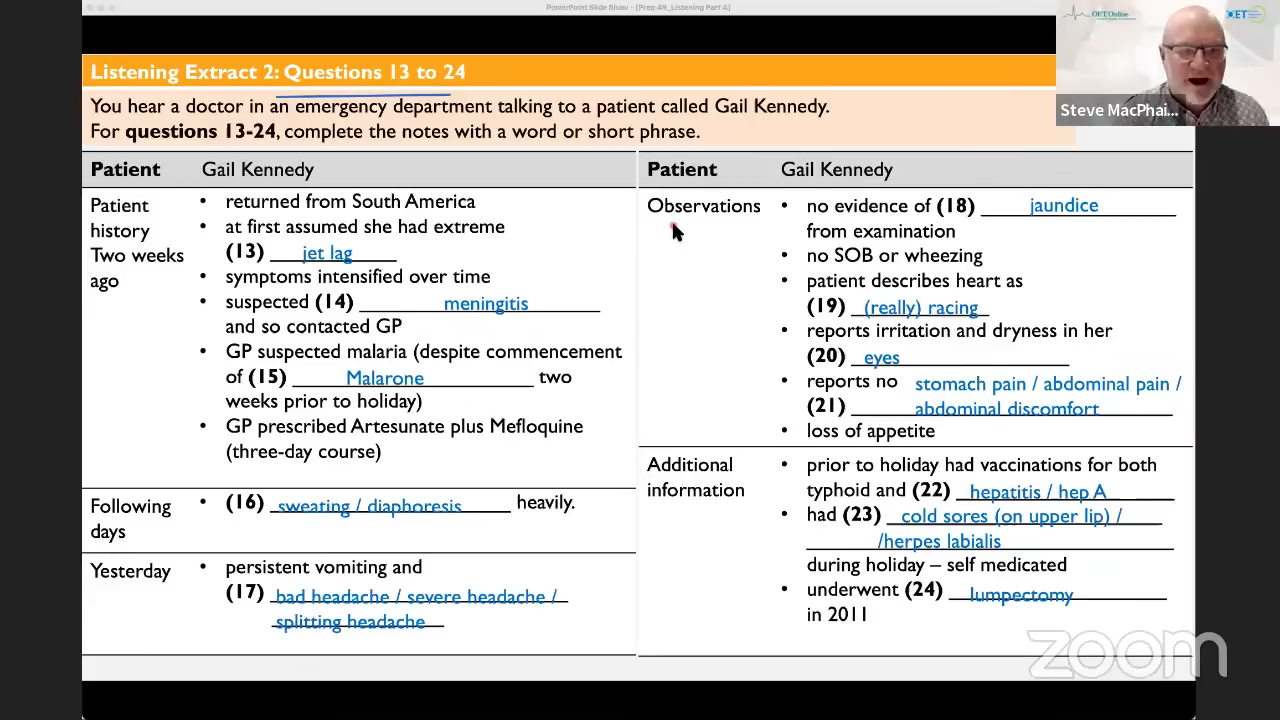 PowerPoint Slide Show - [Prep 49_Listening Part A]
OET Online
OET
Steve MacPhai...
Listening Extract 2: Questions 13 to 24
You hear a doctor in an emergency department talking to a patient called Gail Kennedy.
For questions 13-24, complete the notes with a word or short phrase.
Patient Gail Kennedy
Patient history
Two weeks ago
• returned from South America
• at first assumed she had extreme
(13) jet lag
• symptoms intensified over time
• suspected (14) meningitis
and so contacted GP
• GP suspected malaria (despite commencement
of (15) Malarone two
weeks prior to holiday)
• GP prescribed Artesunate plus Mefloquine
(three-day course)
Following days
• (16) sweating / diaphoresis heavily.
Yesterday
• persistent vomiting and
(17) bad headache / severe headache /
splitting headache
Patient Gail Kennedy
Observations
• no evidence of (18) jaundice
from examination
• no SOB or wheezing
• patient describes heart as
(19) (really) racing
• reports irritation and dryness in her
(20) eyes
• reports no stomach pain / abdominal pain /
(21) abdominal discomfort
• loss of appetite
Additional information
• prior to holiday had vaccinations for both
typhoid and (22) hepatitis / hep A
• had (23) cold sores (on upper lip) /
/herpes labialis
during holiday – self medicated
• underwent (24) lumpectomy
in 2011
zoom